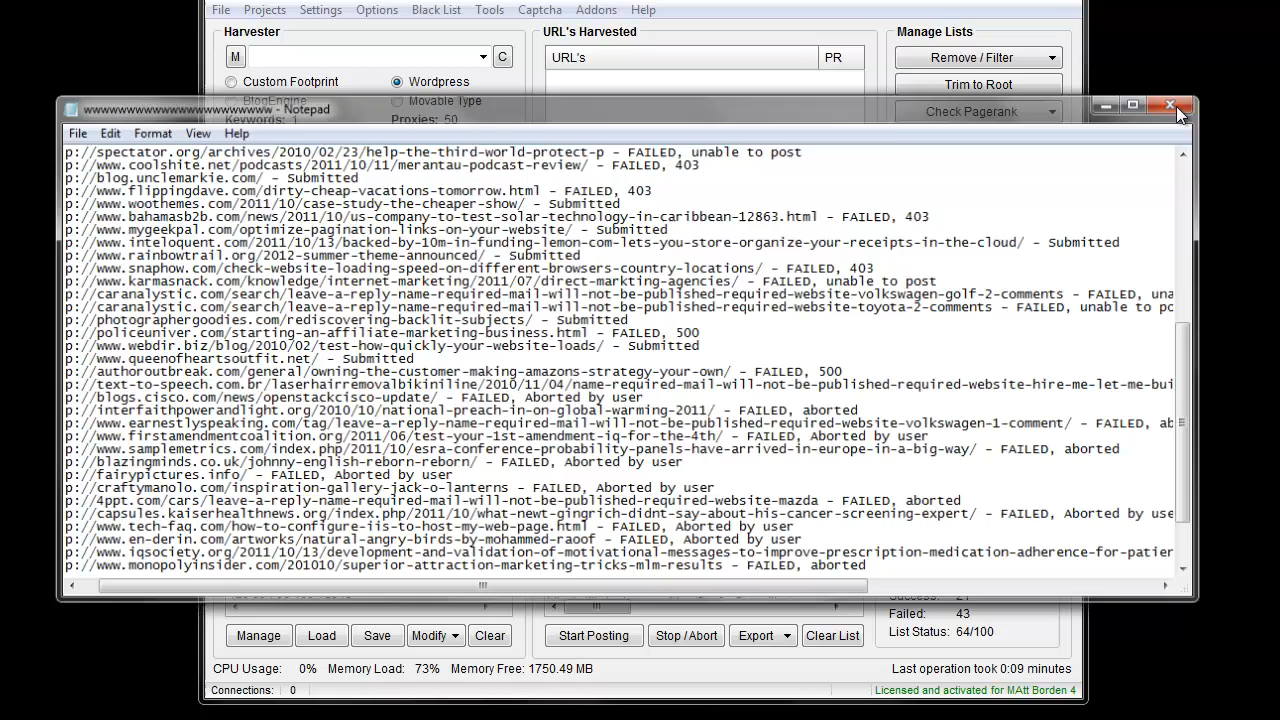 File Projects Settings Options Black List Tools Captcha Addons Help
Harvester URL's Harvested Manage Lists
M C URL's PR Remove / Filter
Custom Footprint Wordpress Trim to Root
BlogEngine Movable Type Check Pagerank
Keywords: 1 Proxies: 50
wwwwwwwwwwwwwwwwwwwwww - Notepad
File Edit Format View Help
p://spectator.org/archives/2010/02/23/help-the-third-world-protect-p - FAILED, unable to post
p://www.coolshite.net/podcasts/2011/10/11/merantau-podcast-review/ - FAILED, 403
p://blog.unclemarkie.com/ - Submitted
p://www.flippingdave.com/dirty-cheap-vacations-tomorrow.html - FAILED, 403
p://www.woothemes.com/2011/10/case-study-the-cheaper-show/ - Submitted
p://www.bahamasb2b.com/news/2011/10/us-company-to-test-solar-technology-in-caribbean-12863.html - FAILED, 403
p://www.mygeekpal.com/optimize-pagination-links-on-your-website/ - Submitted
p://www.inteloquent.com/2011/10/13/backed-by-10m-in-funding-lemon-com-lets-you-store-organize-your-receipts-in-the-cloud/ - Submitted
p://www.rainbowtrail.org/2012-summer-theme-announced/ - Submitted
p://www.snaphow.com/check-website-loading-speed-on-different-browsers-country-locations/ - FAILED, 403
p://www.karmasnack.com/knowledge/internet-marketing/2011/07/direct-markting-agencies/ - FAILED, unable to post
p://caranalystic.com/search/leave-a-reply-name-required-mail-will-not-be-published-required-website-volkswagen-golf-2-comments - FAILED, una
p://caranalystic.com/search/leave-a-reply-name-required-mail-will-not-be-published-required-website-toyota-2-comments - FAILED, unable to po
p://photographergoodies.com/rediscovering-backlit-subjects/ - Submitted
p://policeuniver.com/starting-an-affiliate-marketing-business.html - FAILED, 500
p://www.webdir.biz/blog/2010/02/test-how-quickly-your-website-loads/ - Submitted
p://www.queenofheartsoutfit.net/ - Submitted
p://authoroutbreak.com/general/owning-the-customer-making-amazons-strategy-your-own/ - FAILED, 500
p://text-to-speech.com.br/laserhairremovalbikiniline/2010/11/04/name-required-mail-will-not-be-published-required-website-hire-me-let-me-bui
p://blogs.cisco.com/news/openstackcisco-update/ - FAILED, Aborted by user
p://interfaithpowerandlight.org/2010/10/national-preach-in-on-global-warming-2011/ - FAILED, aborted
p://www.earnestlyspeaking.com/tag/leave-a-reply-name-required-mail-will-not-be-published-required-website-volkswagen-1-comment/ - FAILED, ab
p://www.firstamendmentcoalition.org/2011/06/test-your-1st-amendment-iq-for-the-4th/ - FAILED, Aborted by user
p://www.samplemetrics.com/index.php/2011/10/esra-conference-probability-panels-have-arrived-in-europe-in-a-big-way/ - FAILED, aborted
p://blazingminds.co.uk/johnny-english-reborn-reborn/ - FAILED, Aborted by user
p://fairypictures.info/ - FAILED, Aborted by user
p://craftymanolo.com/inspiration-gallery-jack-o-lanterns - FAILED, Aborted by user
p://4ppt.com/cars/leave-a-reply-name-required-mail-will-not-be-published-required-website-mazda - FAILED, aborted
p://capsules.kaiserhealthnews.org/index.php/2011/10/what-newt-gingrich-didnt-say-about-his-cancer-screening-expert/ - FAILED, Aborted by use
p://www.tech-faq.com/how-to-configure-iis-to-host-my-web-page.html - FAILED, Aborted by user
p://www.en-derin.com/artworks/natural-angry-birds-by-mohammed-raoof - FAILED, Aborted by user
p://www.iqsociety.org/2011/10/13/development-and-validation-of-motivational-messages-to-improve-prescription-medication-adherence-for-patien
p://www.monopolyinsider.com/201010/superior-attraction-marketing-tricks-mlm-results - FAILED, aborted
Failed: 43
Manage Load Save Modify Clear Start Posting Stop / Abort Export Clear List List Status: 64/100
CPU Usage: 0% Memory Load: 73% Memory Free: 1750.49 MB Last operation took 0:09 minutes
Connections: 0 Licensed and activated for MAtt Borden 4